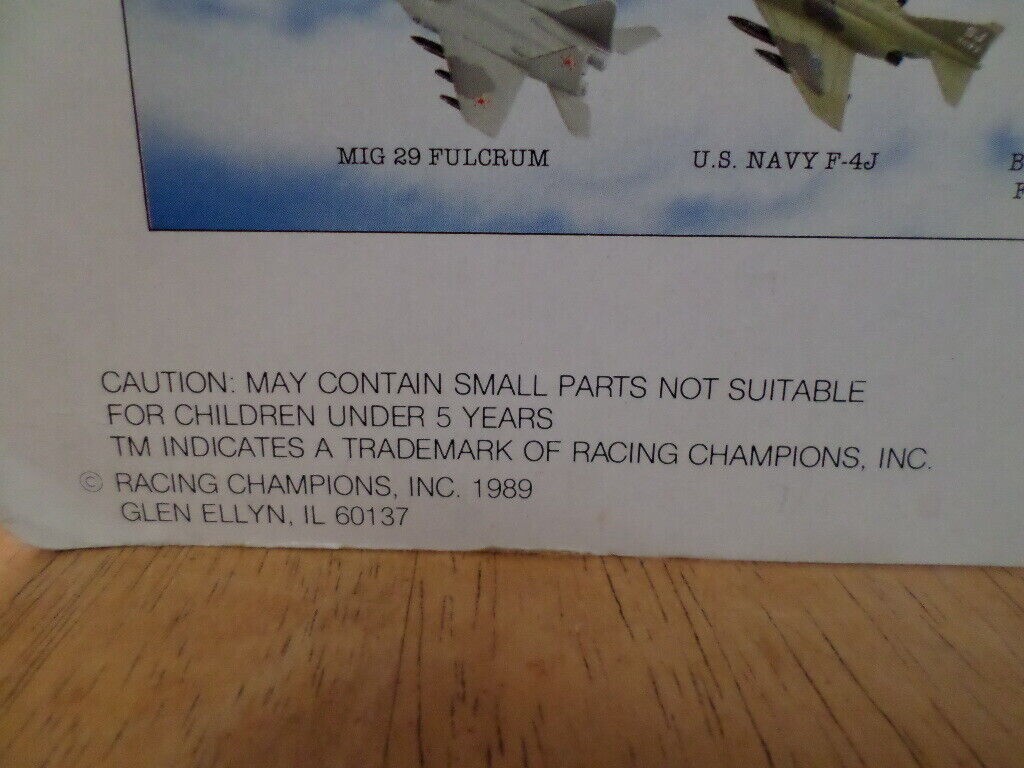 MIG 29 FULCRUM
U.S. NAVY F-4J
CAUTION: MAY CONTAIN SMALL PARTS NOT SUITABLE
FOR CHILDREN UNDER 5 YEARS
TM INDICATES A TRADEMARK OF RACING CHAMPIONS, INC.
© RACING CHAMPIONS, INC. 1989
GLEN ELLYN, IL 60137